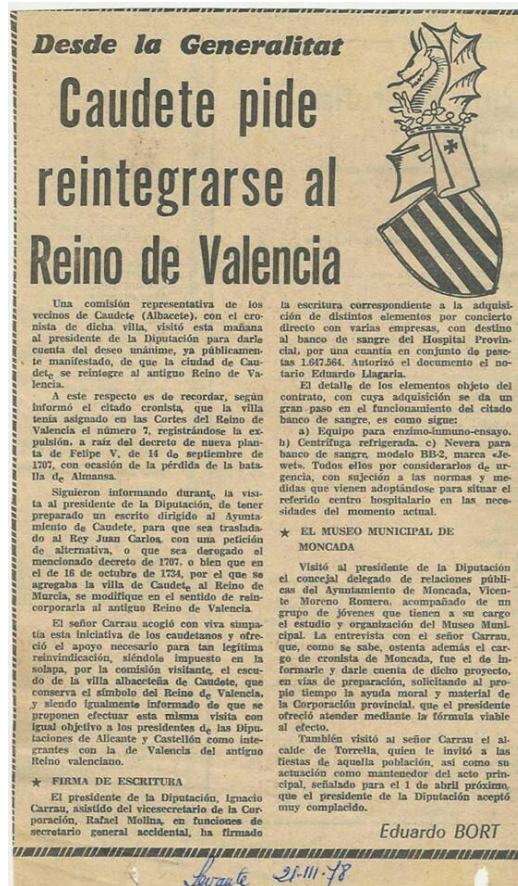 Desde la Generalitat
Caudete pide
reintegrarse al
Reino de Valencia
Una comisión representativa de los
vecinos de Caudete (Albacete), con el cro-
nista de dicha villa, visitó esta mañana
al presidente de la Diputación para darle
cuenta del deseo unánime, ya públicamen-
te manifestado, de que la ciudad de Cau-
dete se reintegre al antiguo Reino de Va-
lencia.
A este respecto es de recordar, según
informó el citado cronista, que la villa
tenía asignado en las Cortes del Reino de
Valencia el número 7, registrándose la ex-
pulsión, a raíz del decreto de nueva plan-
ta de Felipe V, de 14 de septiembre de
1707, con ocasión de la pérdida de la bata-
lla de Almansa.
Siguieron informando durante la visi-
ta al presidente de la Diputación, de tener
preparado un escrito dirigido al Ayunta-
miento de Caudete, para que sea traslada-
do al Rey Juan Carlos, con una petición
de alternativa, o que sea derogado el
mencionado decreto de 1707, o bien que en
el de 16 de octubre de 1734, por el que se
agregaba la villa de Caudete al Reino de
Murcia, se modifique en el sentido de rein-
corporarla al antiguo Reino de Valencia.
El señor Carrau acogió con viva simpa-
tía esta iniciativa de los caudetanos y ofre-
ció el apoyo necesario para tan legítima
reinvindicación, siéndole impuesto en la
solapa, por la comisión visitante, el escu-
do de la villa albaceteña de Caudete, que
conserva el símbolo del Reino de Valencia,
y siendo igualmente informado de que se
proponen efectuar esta misma visita con
igual objetivo a los presidentes de las Dipu-
taciones de Alicante y Castellón como inte-
grantes con la de Valencia del antiguo
Reino valenciano.
★ FIRMA DE ESCRITURA
El presidente de la Diputación, Ignacio
Carrau, asistido del vicesecretario de la Cor-
poración, Rafael Molina, en funciones de
secretario general accidental, ha firmado
la escritura correspondiente a la adquisi-
ción de distintos elementos por concierto
directo con varias empresas, con destino
al banco de sangre del Hospital Provin-
cial, por una cuantía en conjunto de pese-
tas 1.647.564. Autorizó el documento el no-
tario Eduardo Llagaria.
El detalle de los elementos objeto del
contrato, con cuya adquisición se da un
gran paso en el funcionamiento del citado
banco de sangre, es como sigue:
a) Equipo para enzimo-inmuno-ensayo.
b) Centrífuga refrigerada. c) Nevera para
banco de sangre, modelo BB-2, marca «Je-
wet». Todos ellos por considerarlos de ur-
gencia, con sujeción a las normas y me-
didas que vienen adoptándose para situar el
referido centro hospitalario en las nece-
sidades del momento actual.
★ EL MUSEO MUNICIPAL DE
MONCADA
Visitó al presidente de la Diputación
el concejal delegado de relaciones públi-
cas del Ayuntamiento de Moncada, Vicen-
te Moreno Romero, acompañado de un
grupo de jóvenes que tienen a su cargo
el estudio y organización del Museo Muni-
cipal. La entrevista con el señor Carrau,
que, como se sabe, ostenta además el car-
go de cronista de Moncada, fue el de in-
formarle y darle cuenta de dicho proyecto,
en vías de preparación, solicitando al pro-
pio tiempo la ayuda moral y material de
la Corporación provincial, que el presidente
ofreció atender mediante la fórmula viable
al efecto.
También visitó al señor Carrau el al-
calde de Torrella, quien le invitó a las
fiestas de aquella población, así como su
actuación como mantenedor del acto prin-
cipal, señalado para el 1 de abril próximo,
que el presidente de la Diputación aceptó
muy complacido.
Eduardo BORT
Levante 21-III-78